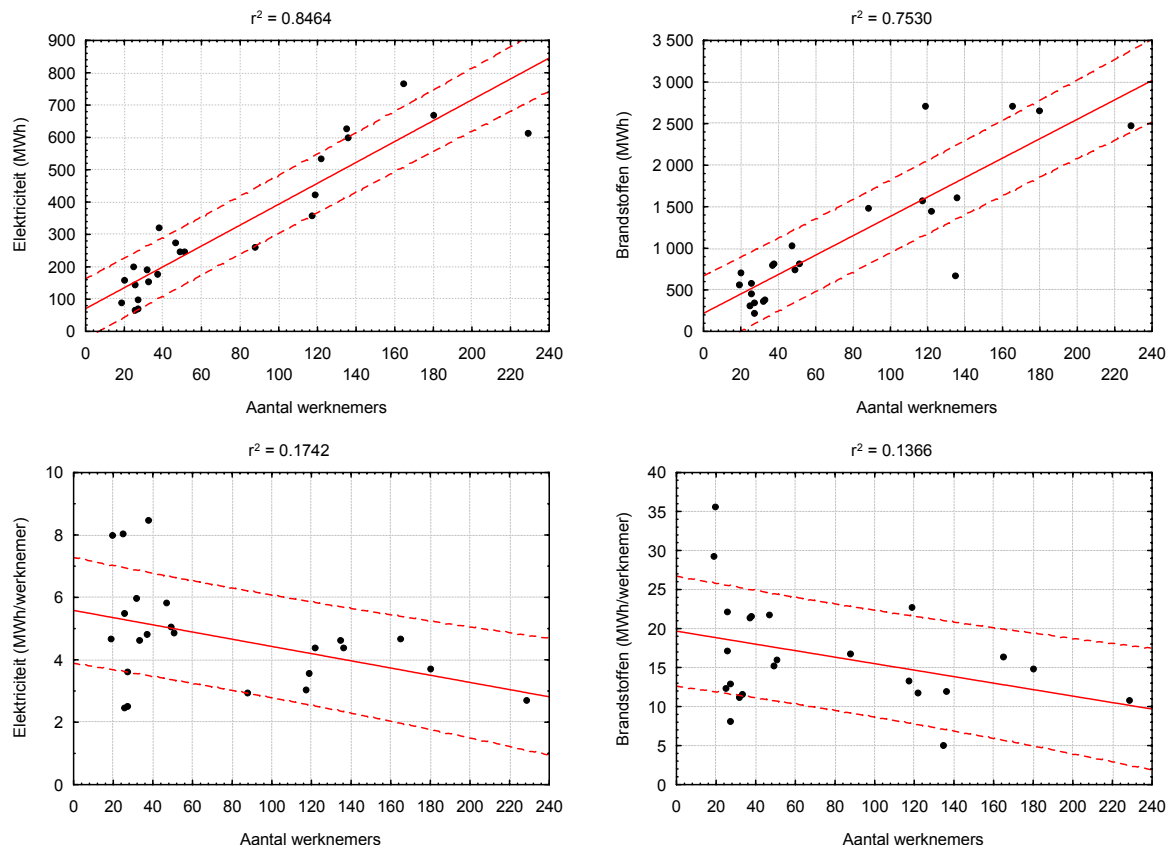 r² = 0.8464
900
800
700
600
500
400
300
200
100
0
Elektriciteit (MWh)
0 40 80 120 160 200 240
20 60 100 140 180 220
Aantal werknemers
r² = 0.7530
3 500
3 000
2 500
2 000
1 500
1 000
500
0
Brandstoffen (MWh)
0 40 80 120 160 200 240
20 60 100 140 180 220
Aantal werknemers
r² = 0.1742
10
8
6
4
2
0
Elektriciteit (MWh/werknemer)
0 20 40 60 80 100 120 140 160 180 200 220 240
Aantal werknemers
r² = 0.1366
40
35
30
25
20
15
10
5
0
Brandstoffen (MWh/werknemer)
0 20 40 60 80 100 120 140 160 180 200 220 240
Aantal werknemers